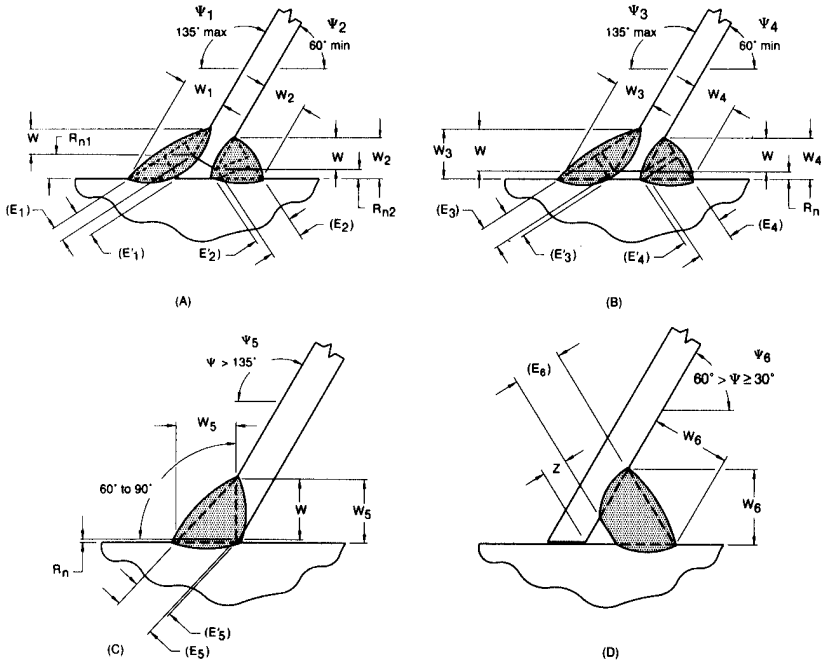 Ψ1
135° max
Ψ2
60° min
W1
W2
W
Rn1
W
W2
Rn2
(E1)
(E'1)
E'2)
(E2)
(A)
Ψ3
135° max
Ψ4
60° min
W3
W4
W3
W
W
W4
Rn
(E3)
(E'3)
(E'4)
(E4)
(B)
Ψ5
Ψ > 135°
W5
60° to 90°
W
W5
Rn
(E'5)
(E5)
(C)
(E6)
Ψ6
60° > Ψ ≥ 30°
Z
W6
W6
(D)